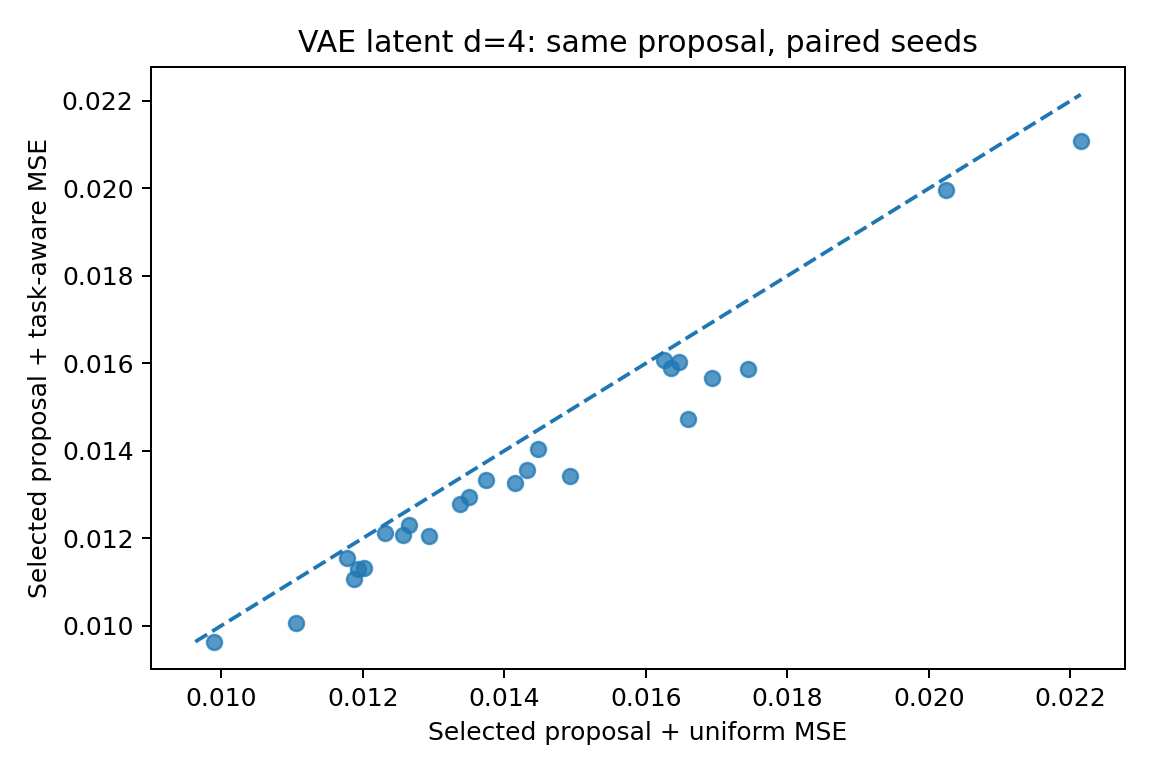 VAE latent d=4: same proposal, paired seeds
Selected proposal + task-aware MSE
0.022
0.020
0.018
0.016
0.014
0.012
0.010
0.010 0.012 0.014 0.016 0.018 0.020 0.022
Selected proposal + uniform MSE